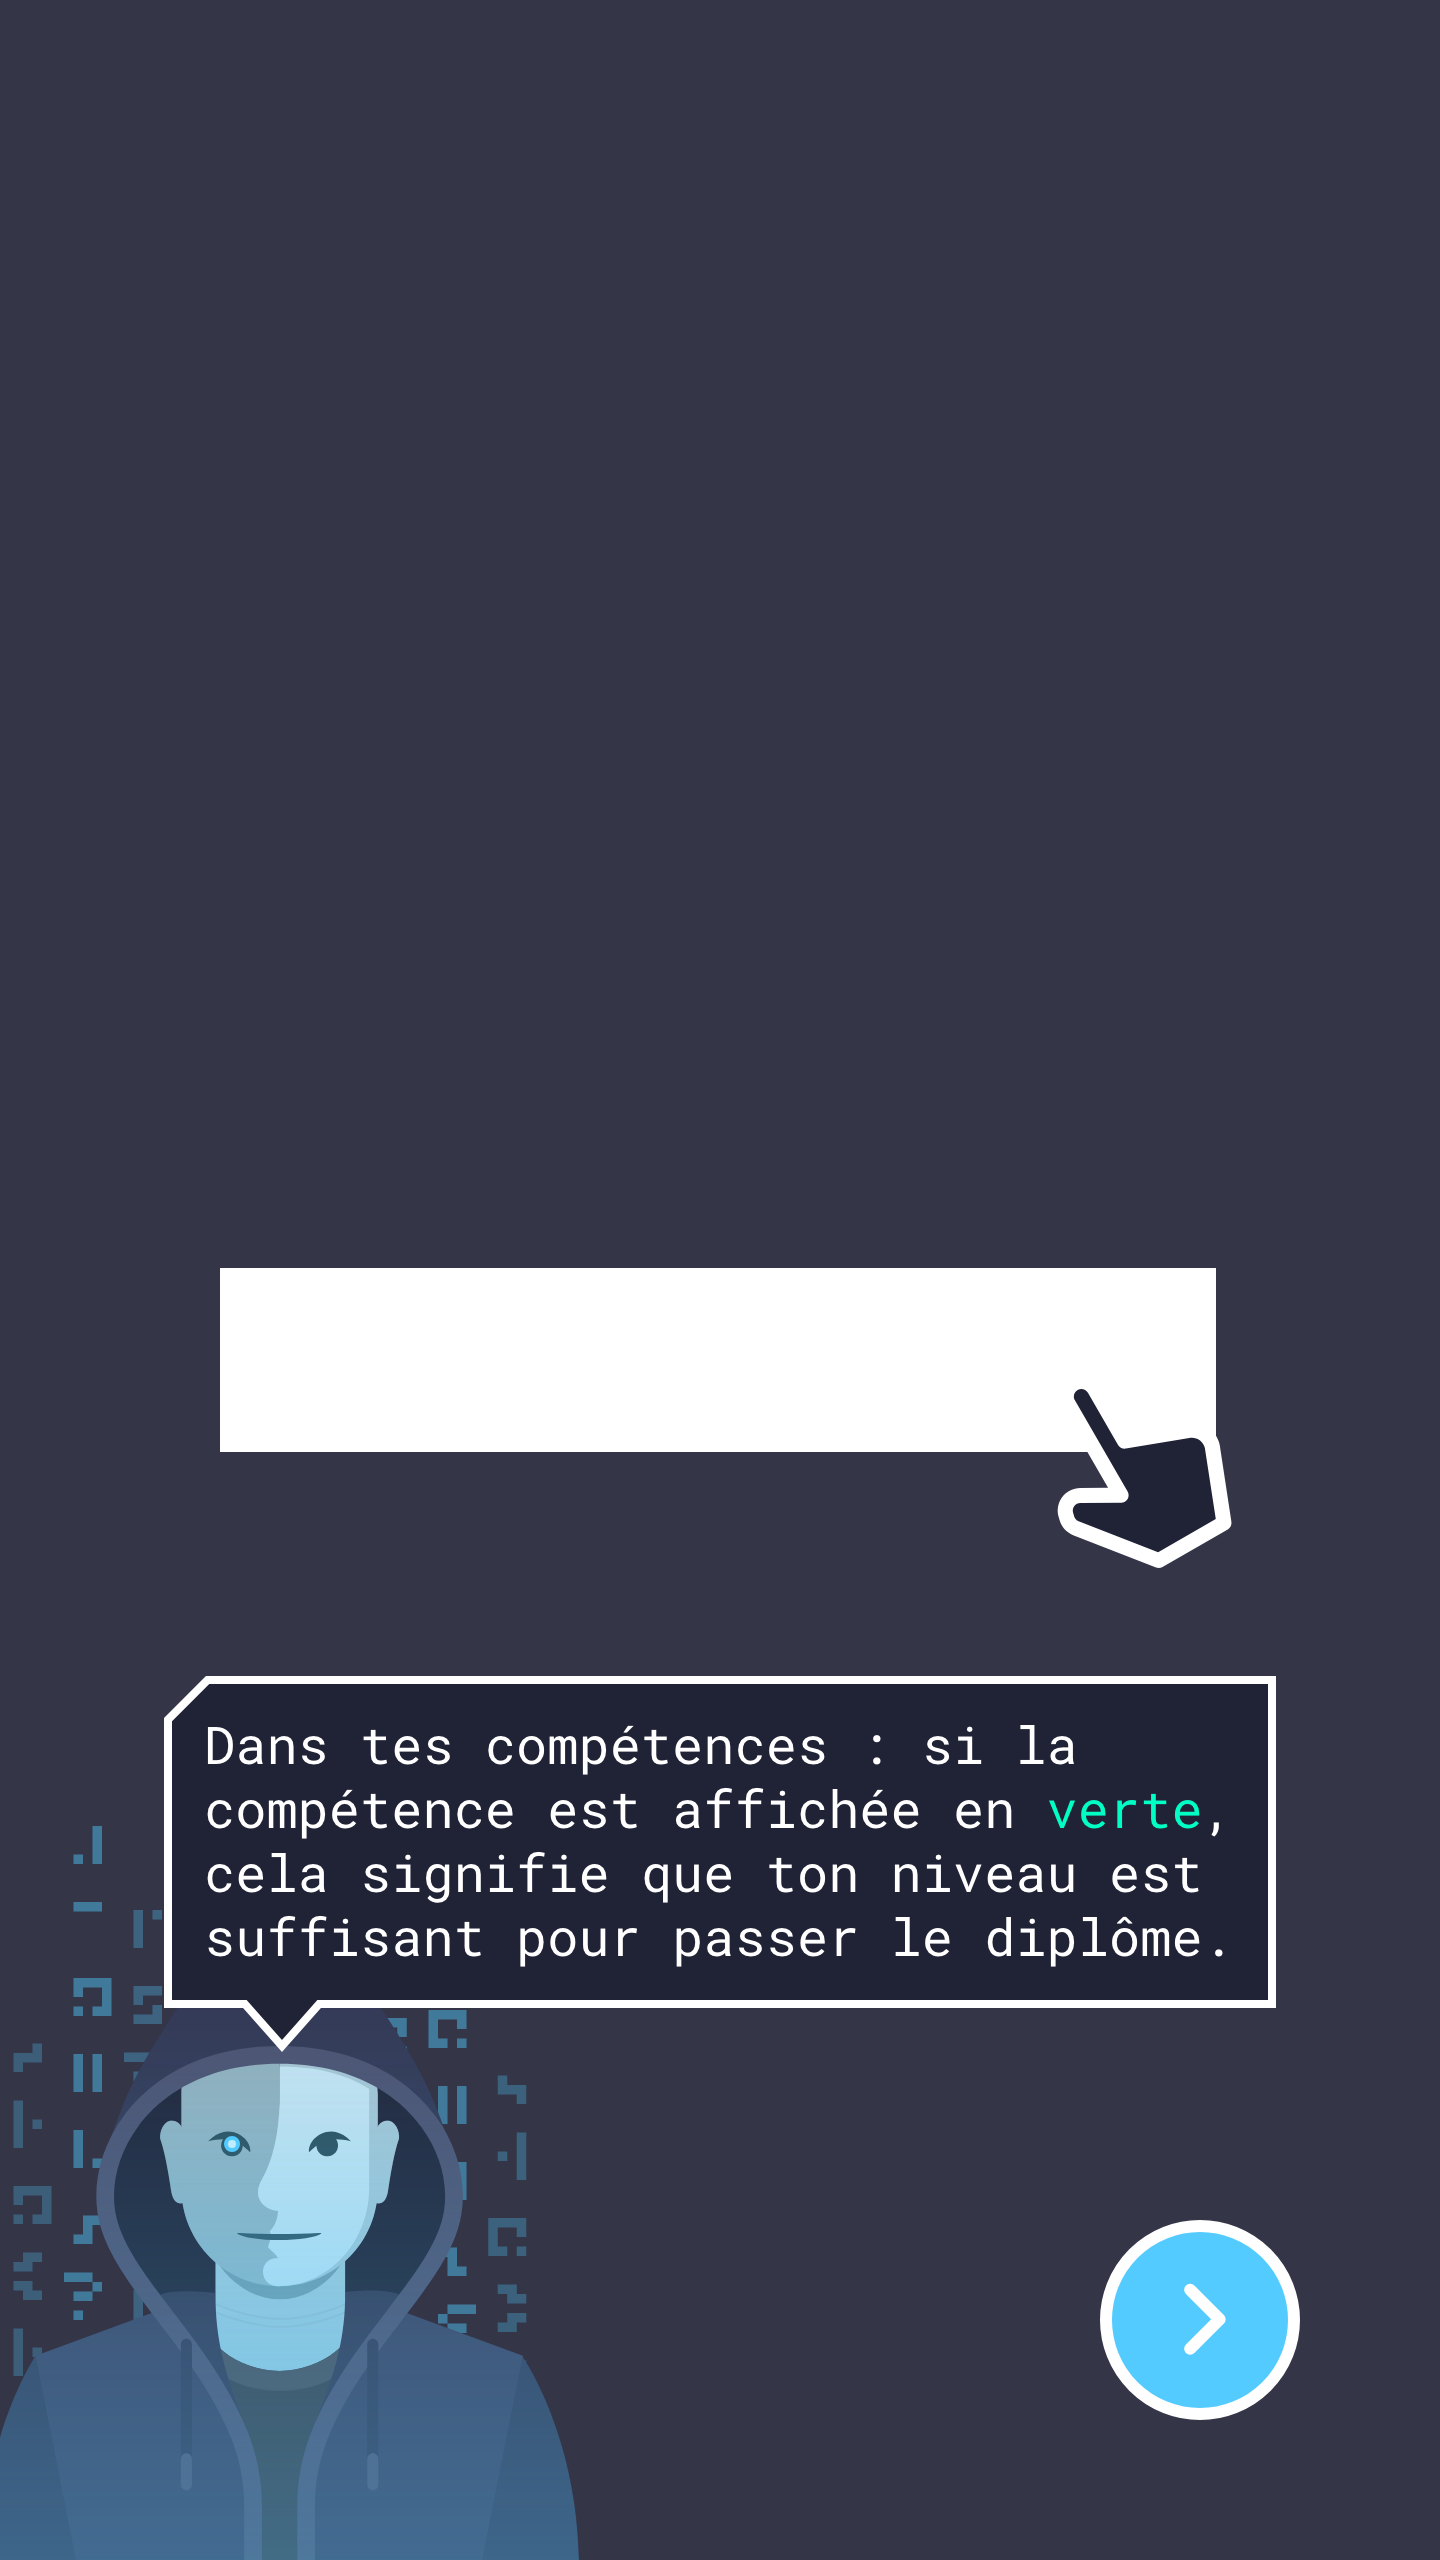 Dans tes compétences : si la
compétence est affichée en verte,
cela signifie que ton niveau est
suffisant pour passer le diplôme.